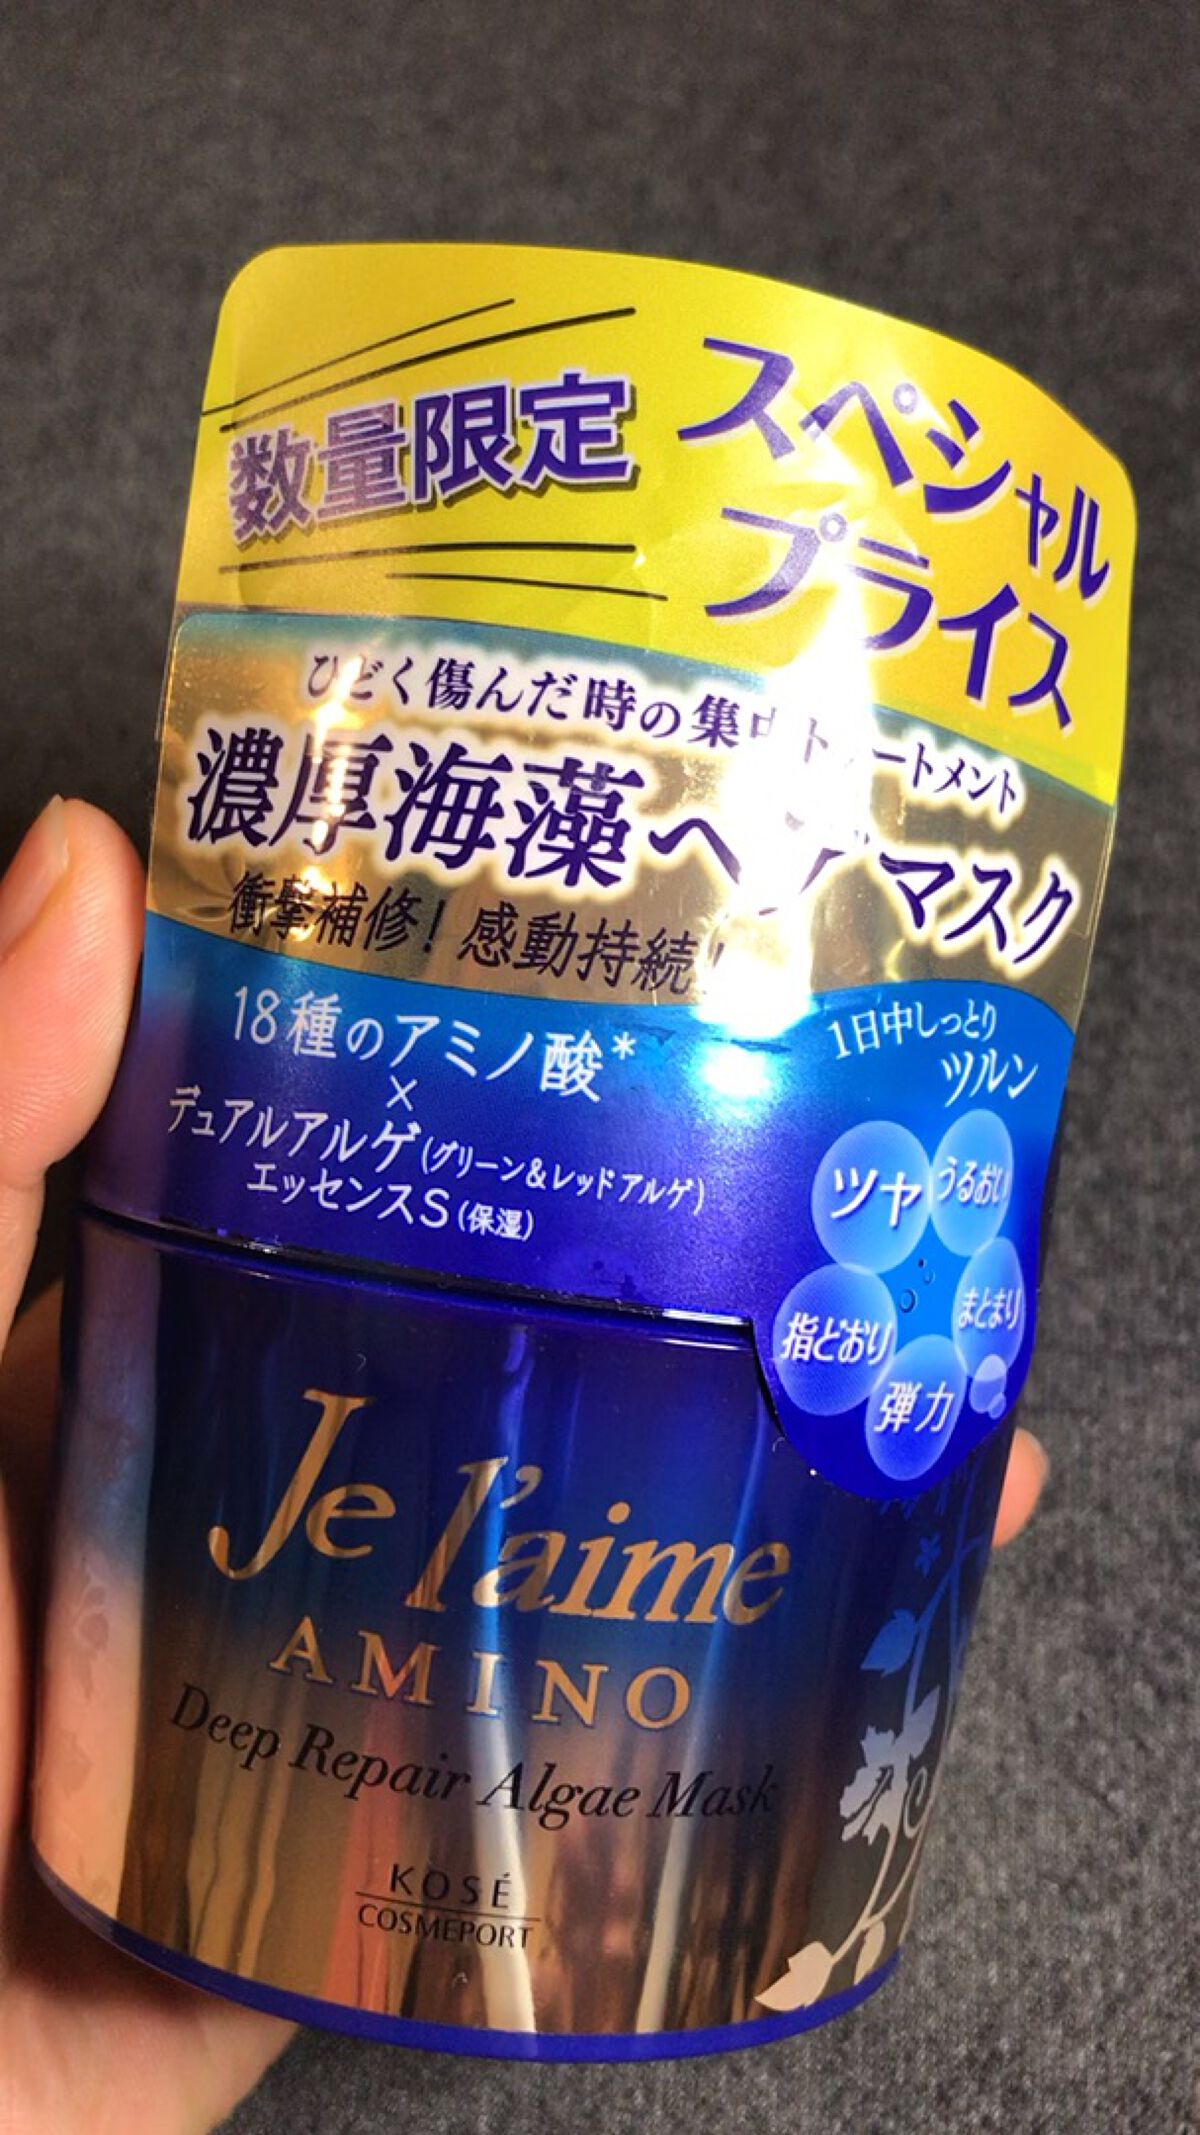 数量限定
スペシャル
プライス
ひどく傷んだ時の集中トリートメント
濃厚海藻ヘアマスク
衝撃補修！感動持続！
18種のアミノ酸*
×
デュアルアルゲ(グリーン&レッドアルゲ)
エッセンスS(保湿)
1日中しっとり
ツルン
ツヤ
うるおい
指どおり
まとまり
弾力
Je l'aime
AMINO
Deep Repair Algae Mask
KOSÉ
COSMEPORT